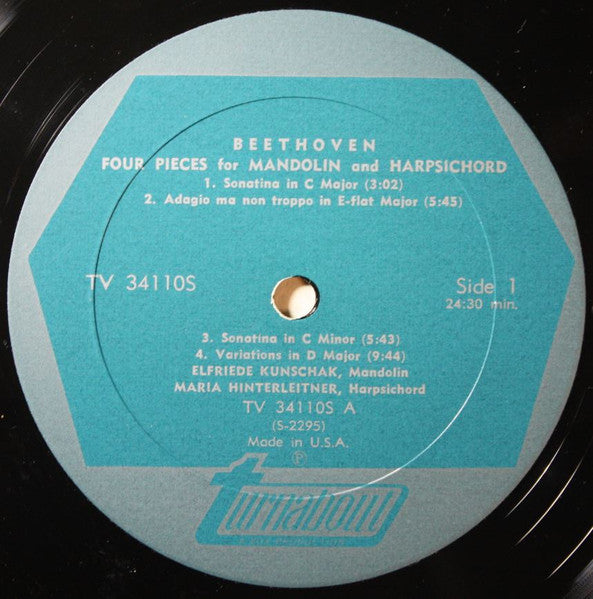 BEETHOVEN
FOUR PIECES for MANDOLIN and HARPSICHORD
1. Sonatina in C Major (3:02)
2. Adagio ma non troppo in E-flat Major (5:45)
TV 34110S
Side 1
24:30 min.
3. Sonatina in C Minor (5:43)
4. Variations in D Major (9:44)
ELFRIEDE KUNSCHAK, Mandolin
MARIA HINTERLEITNER, Harpsichord
TV 34110S A
(S-2295)
Made in U.S.A.
Ⓟ
turnabout